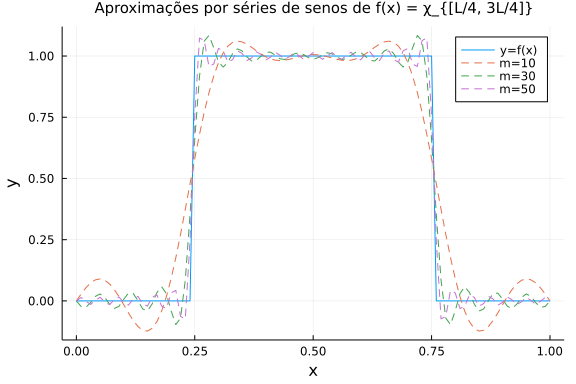 Aproximações por séries de senos de f(x) = χ_{[L/4, 3L/4]}
y=f(x)
m=10
m=30
m=50
1.00
0.75
0.50
0.25
0.00
y
0.00 0.25 0.50 0.75 1.00
x